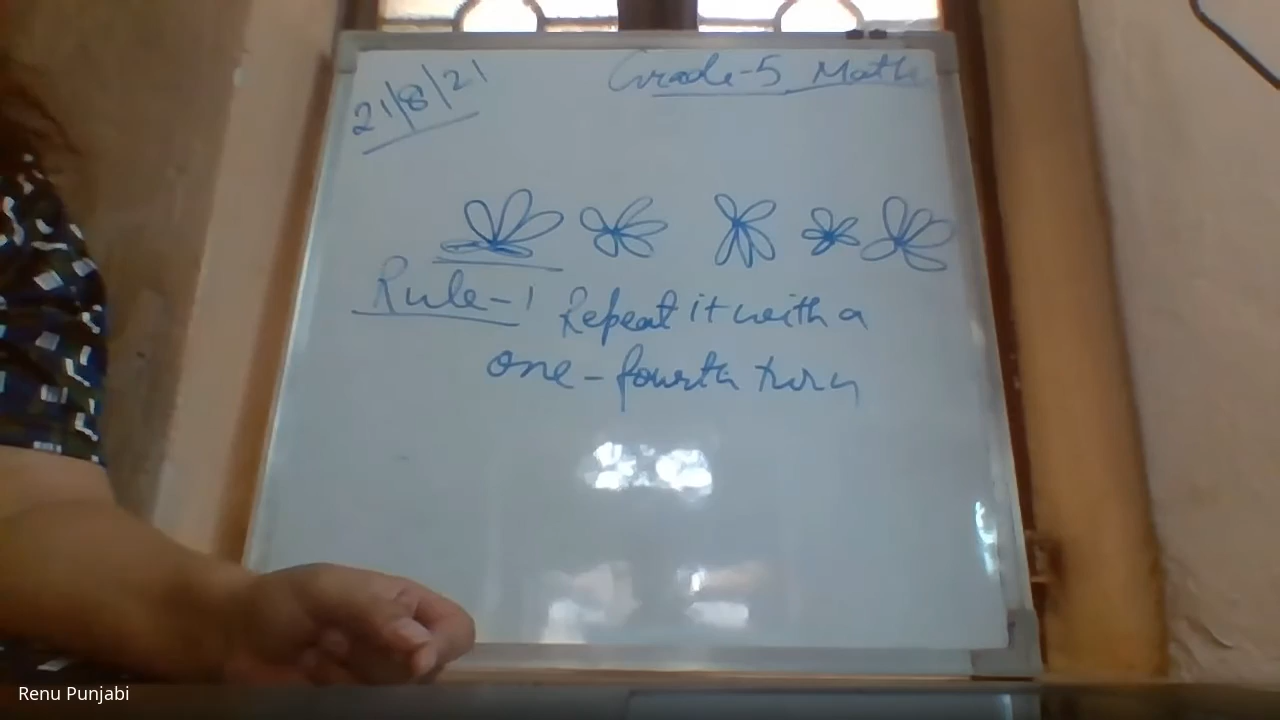 21/8/21
Grade-5 Math
Rule-1 Repeat it with a
one-fourth turn
Renu Punjabi